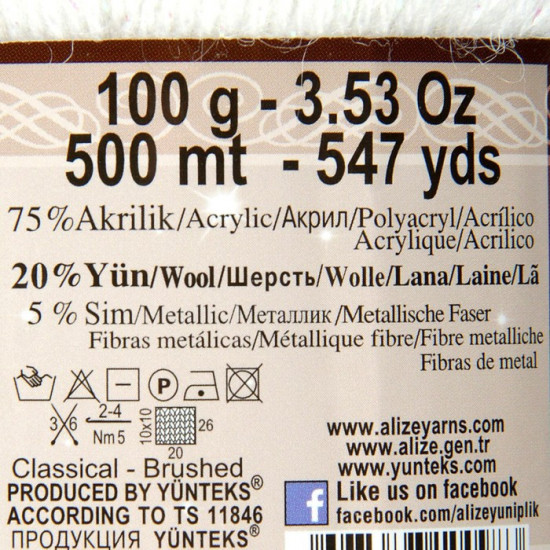 100 g - 3.53 Oz
500 mt - 547 yds
75 % Akrilik/Acrylic/Акрил/Polyacryl/Acrílico
Acrylique/Acrilico
20 % Yün/Wool/Шерсть/Wolle/Lana/Laine/Lã
5 % Sim/Metallic/Металлик/Metallische Faser
Fibras metálicas/Métallique fibre/Fibre metalliche
Fibras de metal
P
3 6
2-4
Nm 5
10x10
26
20
www.alizeyarns.com
www.alize.gen.tr
www.yunteks.com
Classical - Brushed
PRODUCED BY YÜNTEKS®
ACCORDING TO TS 11846
ПРОДУКЦИЯ YÜNTEKS®
f
Like us on facebook
facebook.com/alizeyuniplik